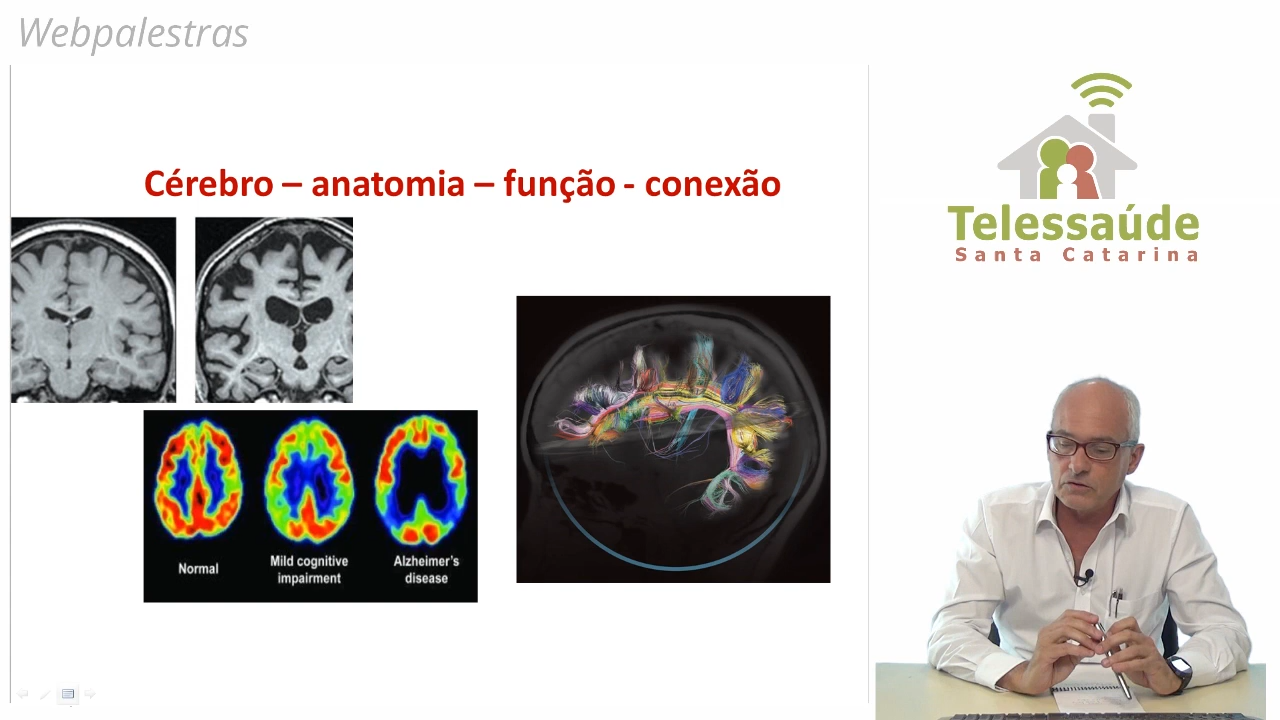 Webpalestras
Cérebro – anatomia – função - conexão
Telessaúde
Santa Catarina
Normal
Mild cognitive
impairment
Alzheimer's
disease